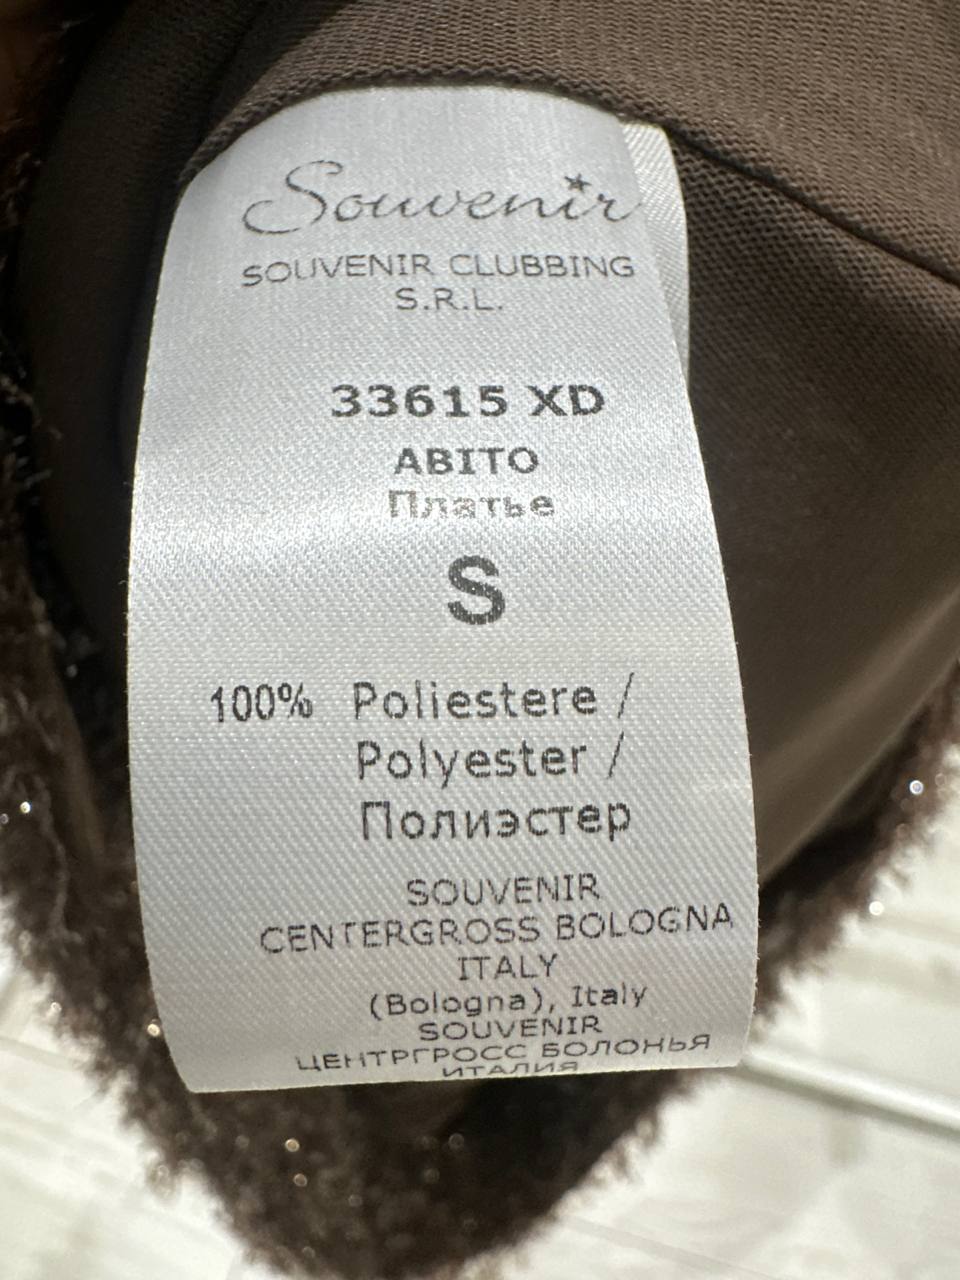 Souvenir
SOUVENIR CLUBBING
S.R.L.
33615 XD
ABITO
Платье
S
100% Poliestere /
Polyester /
Полиэстер
SOUVENIR
CENTERGROSS BOLOGNA
ITALY
(Bologna), Italy
SOUVENIR
ЦЕНТРГРОСС БОЛОНЬЯ
ИТАЛИЯ